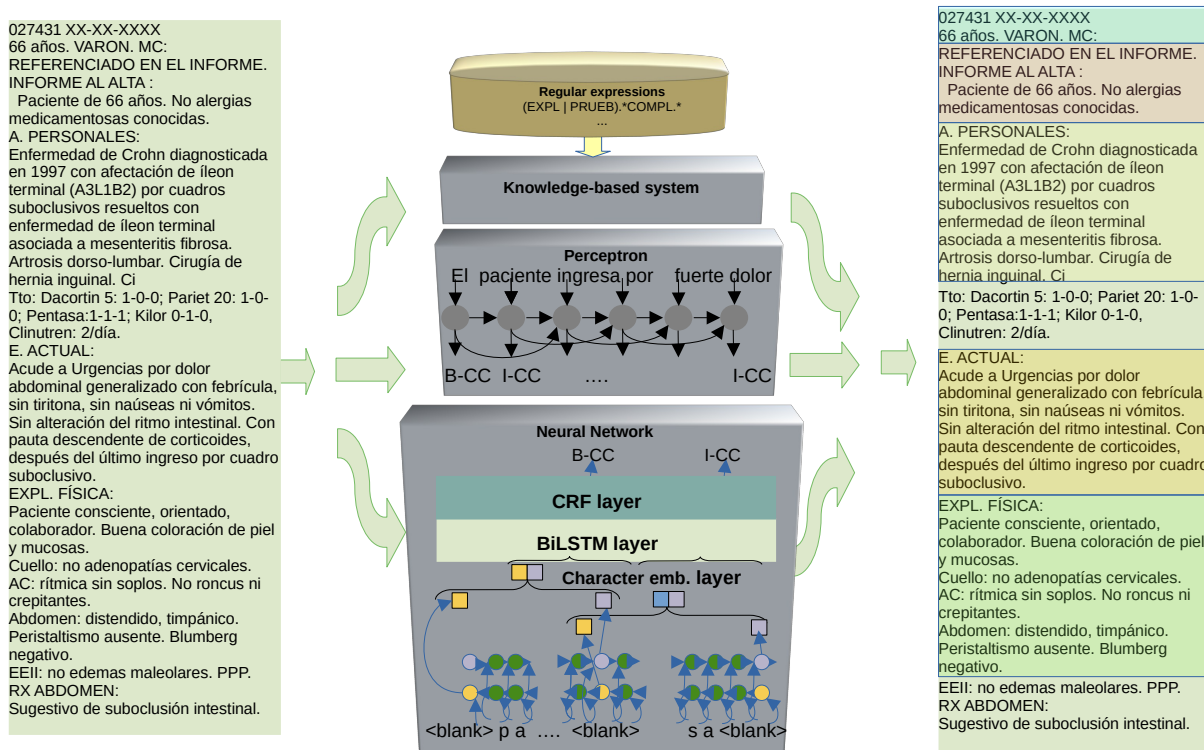 027431 XX-XX-XXXX
66 años. VARON. MC:
REFERENCIADO EN EL INFORME.
INFORME AL ALTA :
Paciente de 66 años. No alergias
medicamentosas conocidas.
A. PERSONALES:
Enfermedad de Crohn diagnosticada
en 1997 con afectación de íleon
terminal (A3L1B2) por cuadros
suboclusivos resueltos con
enfermedad de íleon terminal
asociada a mesenteritis fibrosa.
Artrosis dorso-lumbar. Cirugía de
hernia inguinal. Ci
Tto: Dacortin 5: 1-0-0; Pariet 20: 1-0-
0; Pentasa:1-1-1; Kilor 0-1-0,
Clinutren: 2/día.
E. ACTUAL:
Acude a Urgencias por dolor
abdominal generalizado con febrícula,
sin tiritona, sin naúseas ni vómitos.
Sin alteración del ritmo intestinal. Con
pauta descendente de corticoides,
después del último ingreso por cuadro
suboclusivo.
EXPL. FÍSICA:
Paciente consciente, orientado,
colaborador. Buena coloración de piel
y mucosas.
Cuello: no adenopatías cervicales.
AC: rítmica sin soplos. No roncus ni
crepitantes.
Abdomen: distendido, timpánico.
Peristaltismo ausente. Blumberg
negativo.
EEII: no edemas maleolares. PPP.
RX ABDOMEN:
Sugestivo de suboclusión intestinal.
Regular expressions
(EXPL | PRUEB).*COMPL.*
...
Knowledge-based system
Perceptron
El paciente ingresa por fuerte dolor
B-CC I-CC .... I-CC
Neural Network
B-CC I-CC
CRF layer
BiLSTM layer
Character emb. layer
<blank> p a .... <blank> s a <blank>
027431 XX-XX-XXXX
66 años. VARON. MC:
REFERENCIADO EN EL INFORME.
INFORME AL ALTA :
Paciente de 66 años. No alergias
medicamentosas conocidas.
A. PERSONALES:
Enfermedad de Crohn diagnosticada
en 1997 con afectación de íleon
terminal (A3L1B2) por cuadros
suboclusivos resueltos con
enfermedad de íleon terminal
asociada a mesenteritis fibrosa.
Artrosis dorso-lumbar. Cirugía de
hernia inguinal. Ci
Tto: Dacortin 5: 1-0-0; Pariet 20: 1-0-
0; Pentasa:1-1-1; Kilor 0-1-0,
Clinutren: 2/día.
E. ACTUAL:
Acude a Urgencias por dolor
abdominal generalizado con febrícula
sin tiritona, sin naúseas ni vómitos.
Sin alteración del ritmo intestinal. Con
pauta descendente de corticoides,
después del último ingreso por cuadro
suboclusivo.
EXPL. FÍSICA:
Paciente consciente, orientado,
colaborador. Buena coloración de piel
y mucosas.
Cuello: no adenopatías cervicales.
AC: rítmica sin soplos. No roncus ni
crepitantes.
Abdomen: distendido, timpánico.
Peristaltismo ausente. Blumberg
negativo.
EEII: no edemas maleolares. PPP.
RX ABDOMEN:
Sugestivo de suboclusión intestinal.